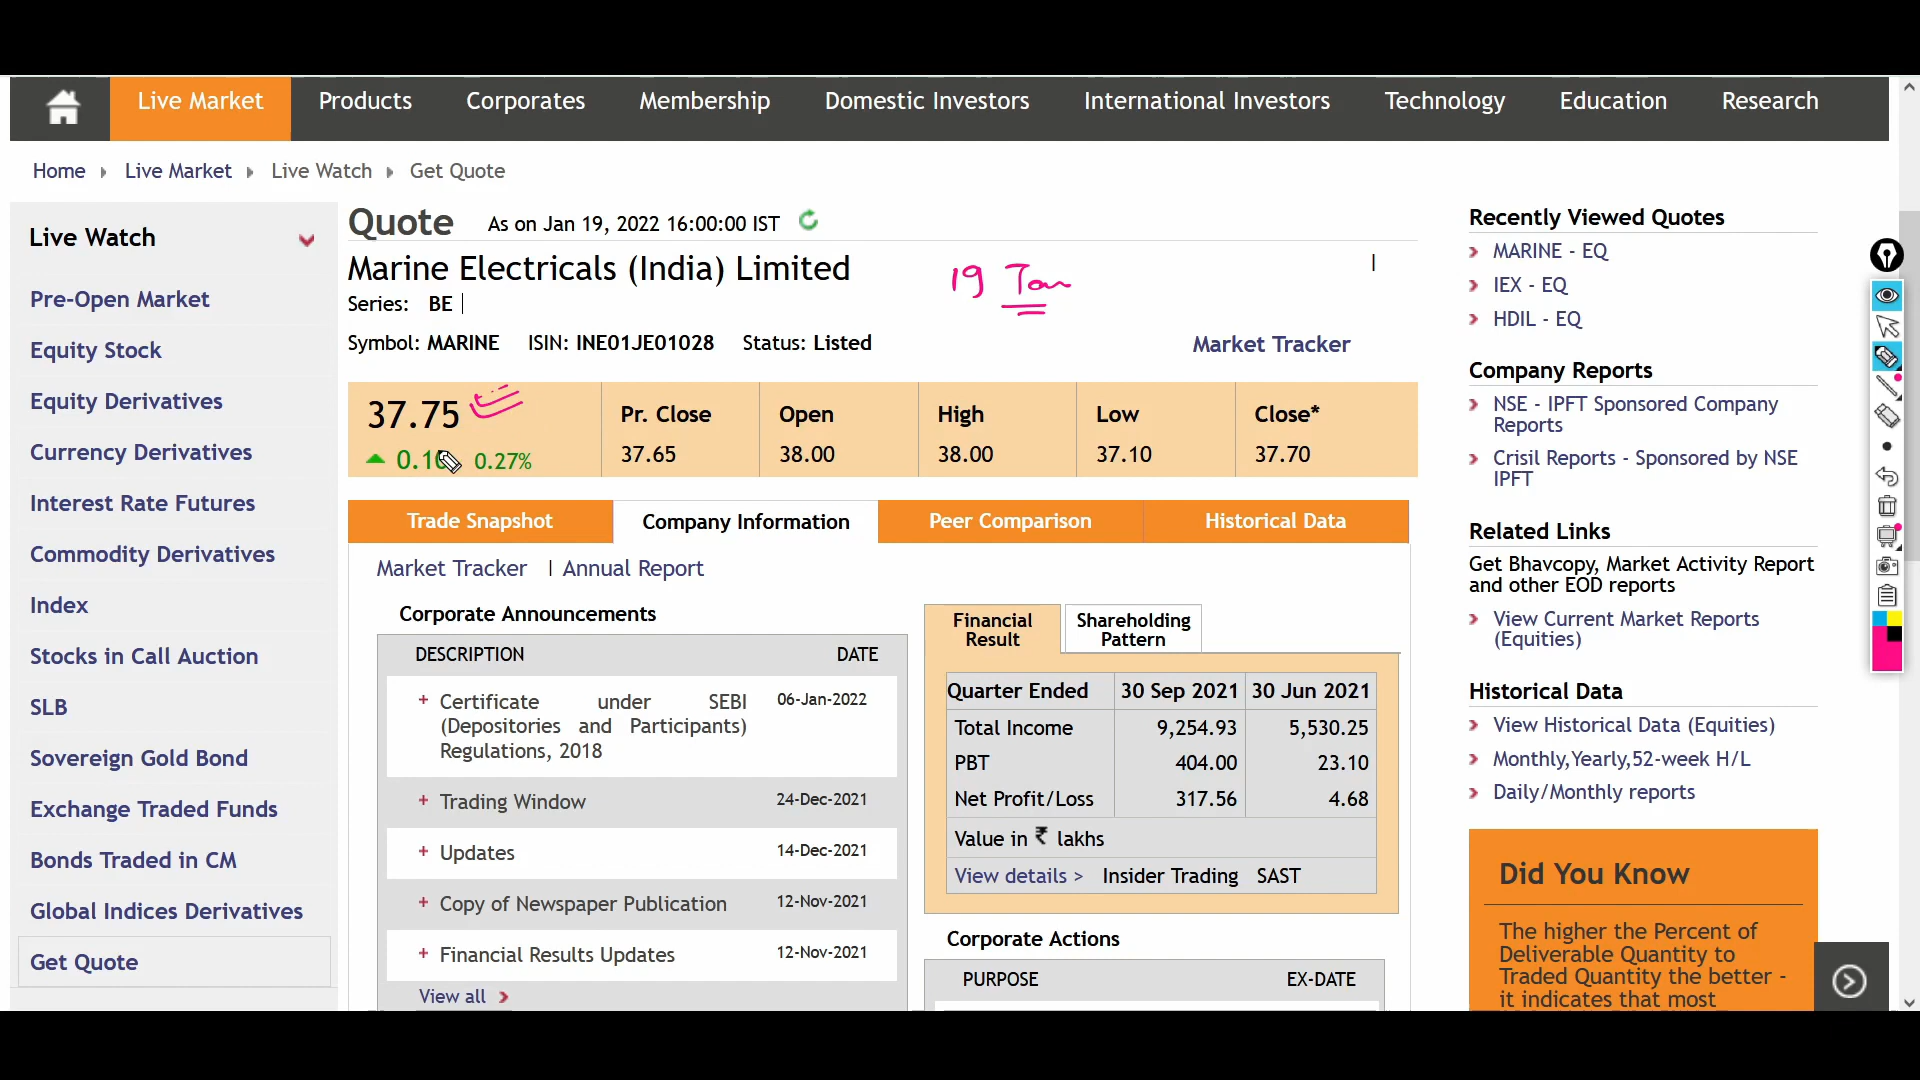 Live Market Products Corporates Membership Domestic Investors International Investors Technology Education Research
Home Live Market Live Watch Get Quote
Live Watch
Pre-Open Market
Equity Stock
Equity Derivatives
Currency Derivatives
Interest Rate Futures
Commodity Derivatives
Index
Stocks in Call Auction
SLB
Sovereign Gold Bond
Exchange Traded Funds
Bonds Traded in CM
Global Indices Derivatives
Get Quote
Quote As on Jan 19, 2022 16:00:00 IST
Marine Electricals (India) Limited
19 Jan
Series: BE |
|
Symbol: MARINE ISIN: INE01JE01028 Status: Listed
Market Tracker
37.75 Pr. Close Open High Low Close*
0.10 0.27% 37.65 38.00 38.00 37.10 37.70
Trade Snapshot Company Information Peer Comparison Historical Data
Market Tracker | Annual Report
Corporate Announcements
DESCRIPTION DATE
+ Certificate under SEBI 06-Jan-2022
(Depositories and Participants)
Regulations, 2018
+ Trading Window 24-Dec-2021
+ Updates 14-Dec-2021
+ Copy of Newspaper Publication 12-Nov-2021
+ Financial Results Updates 12-Nov-2021
View all
Financial Result
Shareholding Pattern
Quarter Ended 30 Sep 2021 30 Jun 2021
Total Income 9,254.93 5,530.25
PBT 404.00 23.10
Net Profit/Loss 317.56 4.68
Value in ₹ lakhs
View details > Insider Trading SAST
Corporate Actions
PURPOSE EX-DATE
Recently Viewed Quotes
MARINE - EQ
IEX - EQ
HDIL - EQ
Company Reports
NSE - IPFT Sponsored Company
Reports
Crisil Reports - Sponsored by NSE
IPFT
Related Links
Get Bhavcopy, Market Activity Report
and other EOD reports
View Current Market Reports
(Equities)
Historical Data
View Historical Data (Equities)
Monthly,Yearly,52-week H/L
Daily/Monthly reports
Did You Know
The higher the Percent of
Deliverable Quantity to
Traded Quantity the better -
it indicates that most